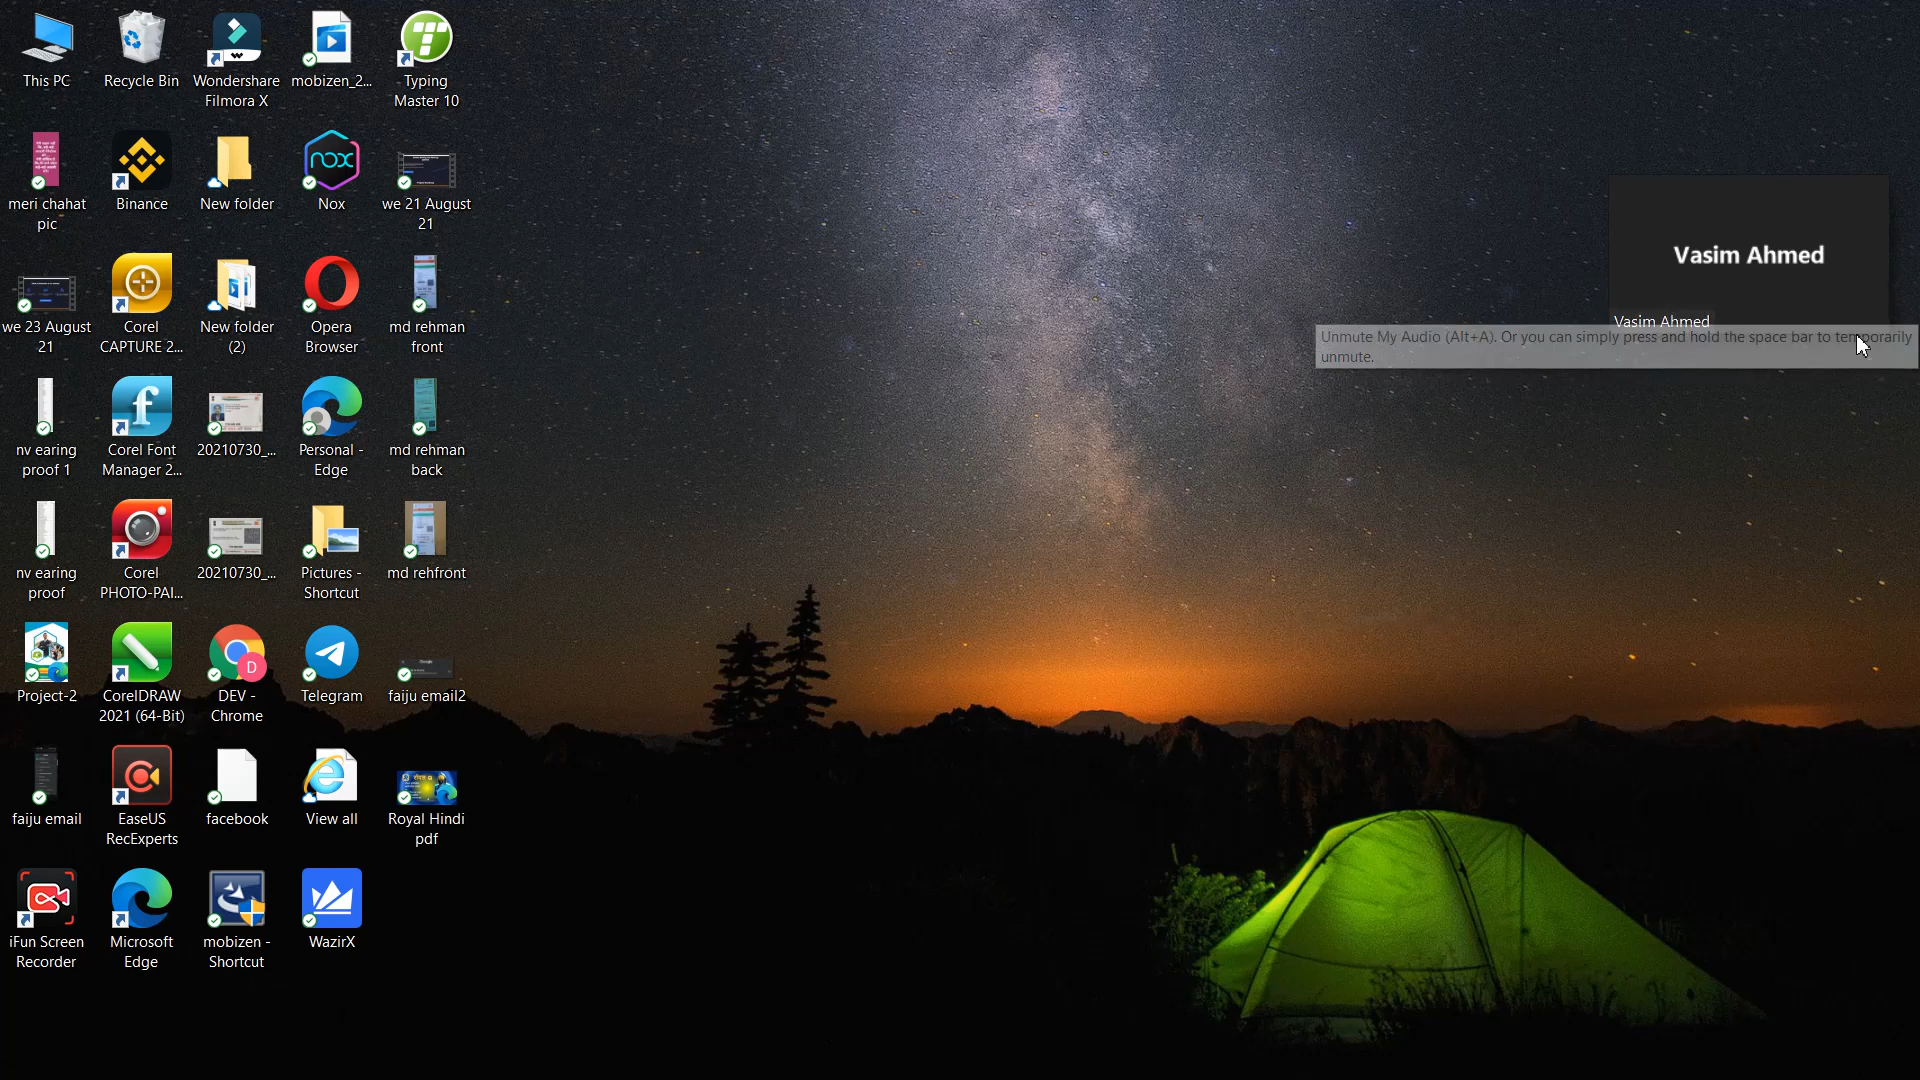 This PC
Recycle Bin
Wondershare
Filmora X
mobizen_2...
Typing
Master 10
meri chahat
pic
Binance
New folder
nox
Nox
we 21 August
21
we 23 August
21
Corel
CAPTURE 2...
New folder
(2)
Opera
Browser
md rehman
front
nv earing
proof 1
Corel Font
Manager 2...
20210730_...
Personal -
Edge
md rehman
back
nv earing
proof
Corel
PHOTO-PAI...
20210730_...
Pictures -
Shortcut
md rehfront
Project-2
CorelDRAW
2021 (64-Bit)
D
DEV -
Chrome
Telegram
faiju email2
faiju email
EaseUS
RecExperts
facebook
View all
Royal Hindi
pdf
iFun Screen
Recorder
Microsoft
Edge
mobizen -
Shortcut
WazirX
Vasim Ahmed
Vasim Ahmed
Unmute My Audio (Alt+A). Or you can simply press and hold the space bar to temporarily
unmute.